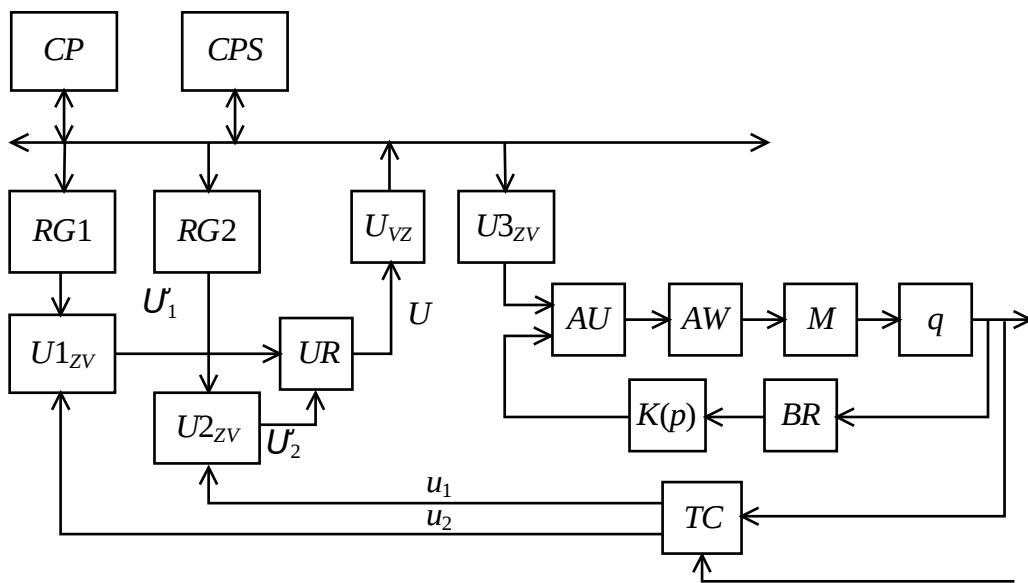 CP
CPS
RG1
RG2
U_VZ
U3_ZV
U'_1
U
U1_ZV
UR
AU
AW
M
q
U2_ZV
U'_2
K(p)
BR
u_1
u_2
TC